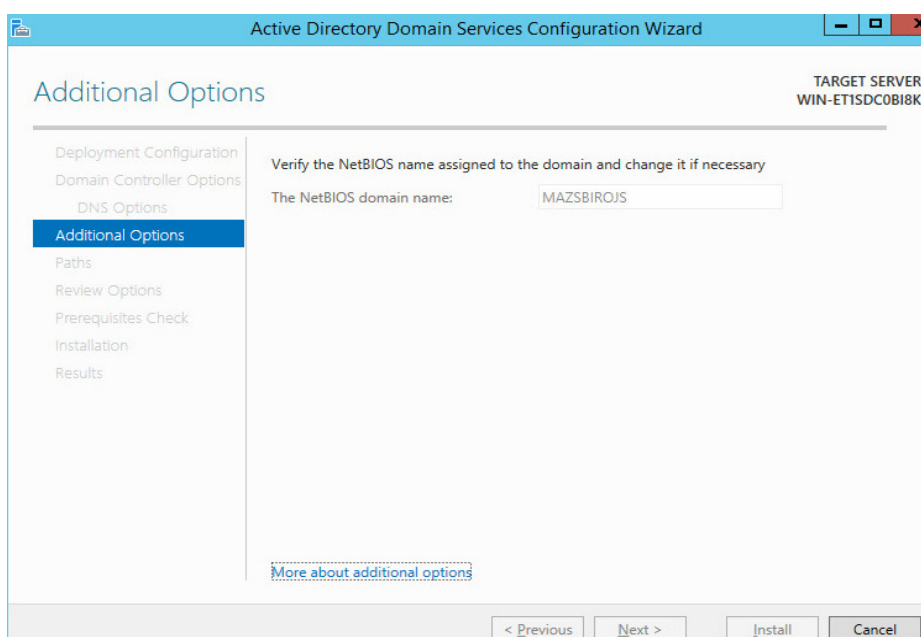 Active Directory Domain Services Configuration Wizard
Additional Options
TARGET SERVER
WIN-ET1SDC0BI8K
Deployment Configuration
Domain Controller Options
DNS Options
Additional Options
Paths
Review Options
Prerequisites Check
Installation
Results
Verify the NetBIOS name assigned to the domain and change it if necessary
The NetBIOS domain name: MAZSBIROJS
More about additional options
< Previous Next > Install Cancel